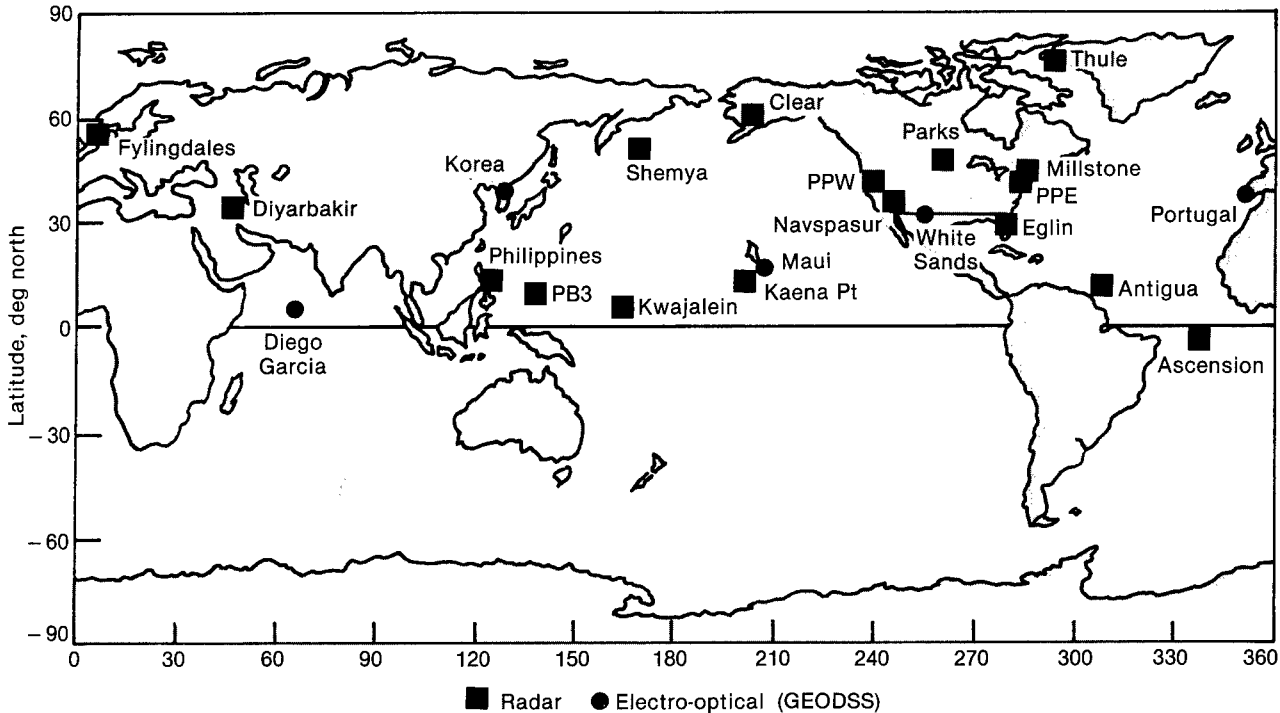 90
60
30
0
−30
−60
−90
Latitude, deg north
Thule
Clear
Parks
Fylingdales
Korea
Shemya
Millstone
PPW
PPE
Diyarbakir
Portugal
Navspasur
White
Sands
Eglin
Philippines
Maui
PB3
Kaena Pt
Antigua
Kwajalein
Diego
Garcia
Ascension
0 30 60 90 120 150 180 210 240 270 300 330 360
Radar Electro-optical (GEODSS)